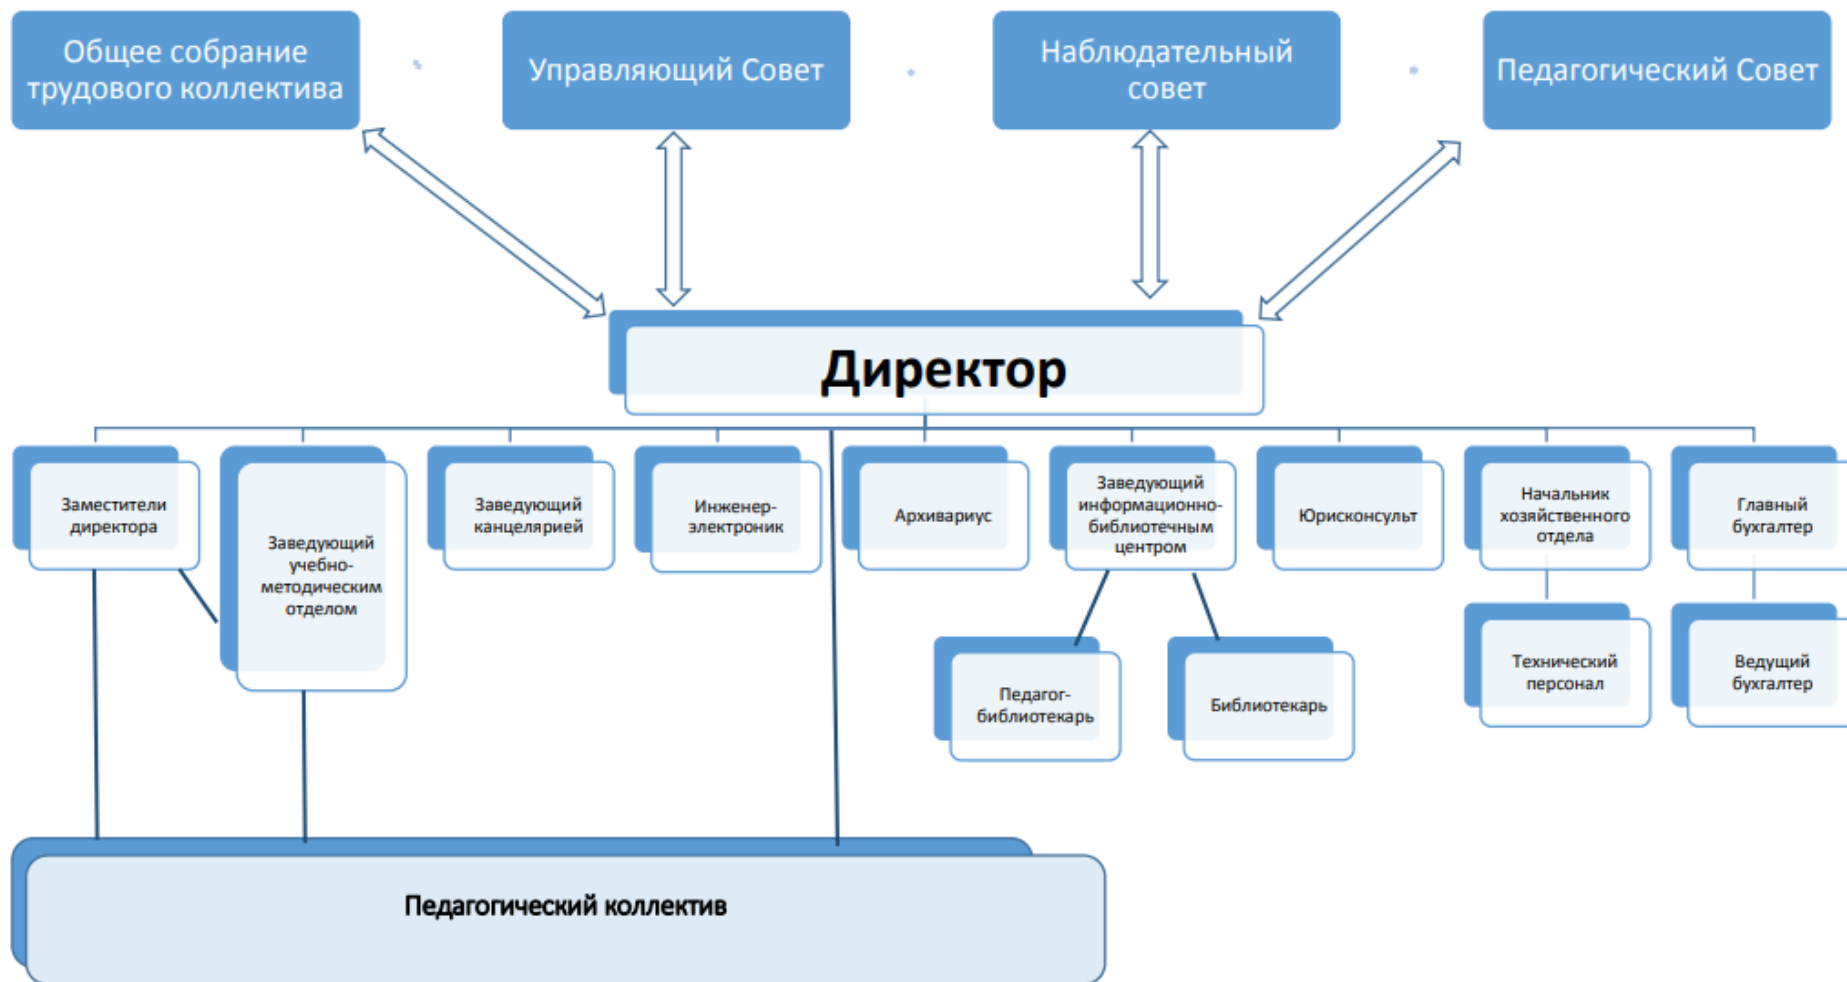 Общее собрание
трудового коллектива
Управляющий Совет
Наблюдательный
совет
Педагогический Совет
Директор
Заместители
директора
Заведующий
учебно-
методическим
отделом
Заведующий
канцелярией
Инженер-
электроник
Архивариус
Заведующий
информационно-
библиотечным
центром
Юрисконсульт
Начальник
хозяйственного
отдела
Главный
бухгалтер
Педагог-
библиотекарь
Библиотекарь
Технический
персонал
Ведущий
бухгалтер
Педагогический коллектив